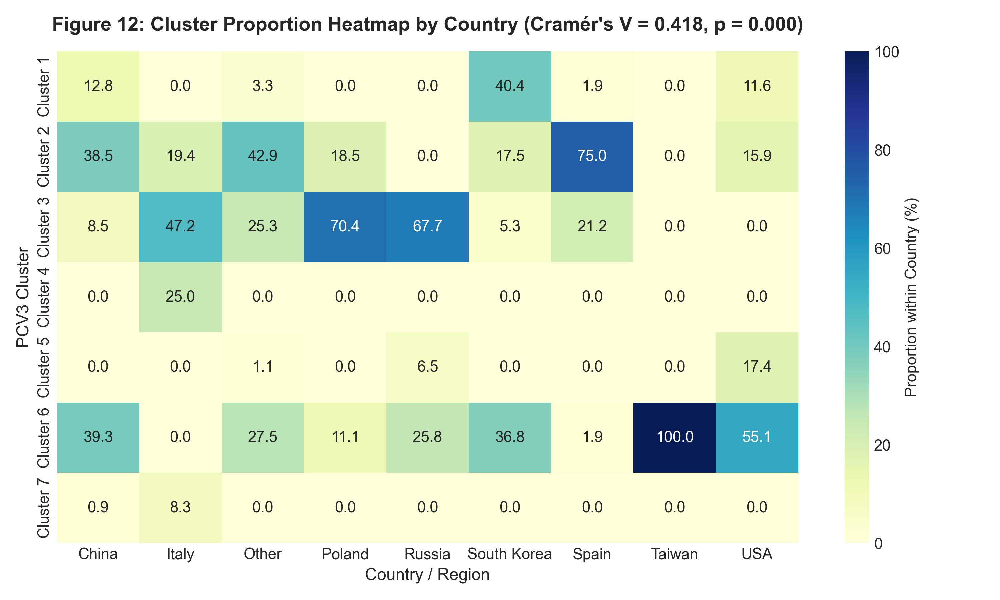 Figure 12: Cluster Proportion Heatmap by Country (Cramér's V = 0.418, p = 0.000)
PCV3 Cluster
Cluster 1
12.8 0.0 3.3 0.0 0.0 40.4 1.9 0.0 11.6
Cluster 2
38.5 19.4 42.9 18.5 0.0 17.5 75.0 0.0 15.9
Cluster 3
8.5 47.2 25.3 70.4 67.7 5.3 21.2 0.0 0.0
Cluster 4
0.0 25.0 0.0 0.0 0.0 0.0 0.0 0.0 0.0
Cluster 5
0.0 0.0 1.1 0.0 6.5 0.0 0.0 0.0 17.4
Cluster 6
39.3 0.0 27.5 11.1 25.8 36.8 1.9 100.0 55.1
Cluster 7
0.9 8.3 0.0 0.0 0.0 0.0 0.0 0.0 0.0
China Italy Other Poland Russia South Korea Spain Taiwan USA
Country / Region
100
80
60
40
20
0
Proportion within Country (%)